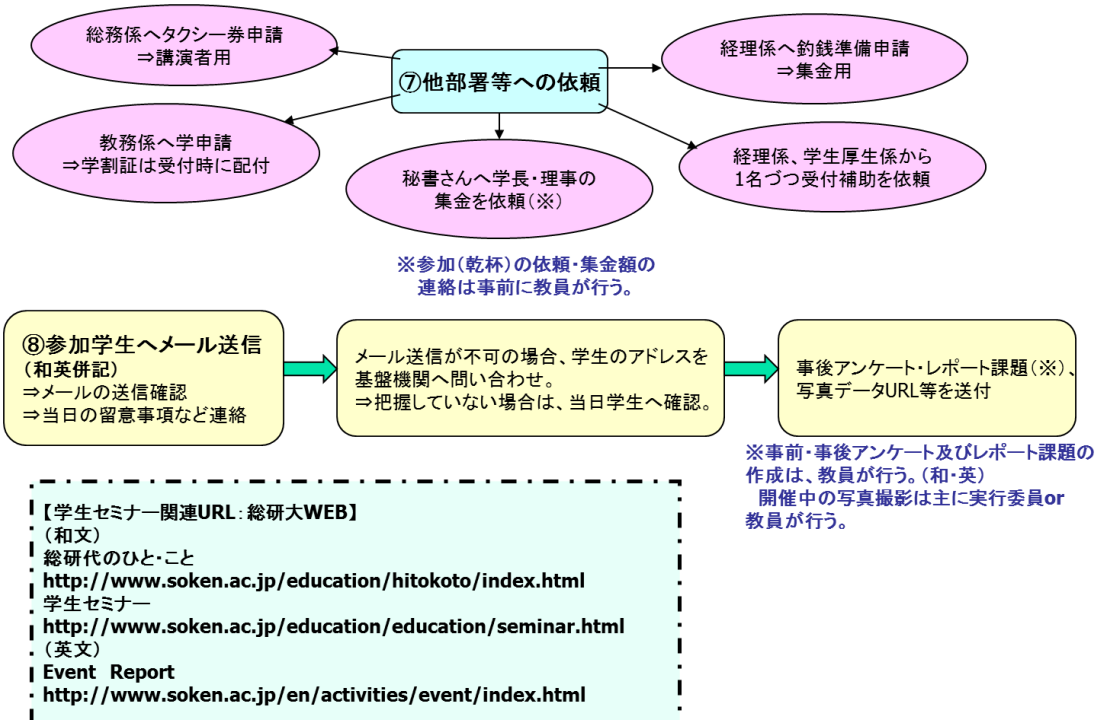 総務係へタクシー券申請
⇒講演者用
⑦他部署等への依頼
経理係へ釣銭準備申請
⇒集金用
教務係へ学申請
⇒学割証は受付時に配付
秘書さんへ学長・理事の
集金を依頼(※)
経理係、学生厚生係から
1名づつ受付補助を依頼
※参加(乾杯)の依頼・集金額の
連絡は事前に教員が行う。
⑧参加学生へメール送信
(和英併記)
⇒メールの送信確認
⇒当日の留意事項など連絡
メール送信が不可の場合、学生のアドレスを
基盤機関へ問い合わせ。
⇒把握していない場合は、当日学生へ確認。
事後アンケート・レポート課題(※)、
写真データURL等を送付
※事前・事後アンケート及びレポート課題の
作成は、教員が行う。(和・英)
開催中の写真撮影は主に実行委員or
教員が行う。
【学生セミナー関連URL:総研大WEB】
(和文)
総研代のひと・こと
http://www.soken.ac.jp/education/hitokoto/index.html
学生セミナー
http://www.soken.ac.jp/education/education/seminar.html
(英文)
Event Report
http://www.soken.ac.jp/en/activities/event/index.html